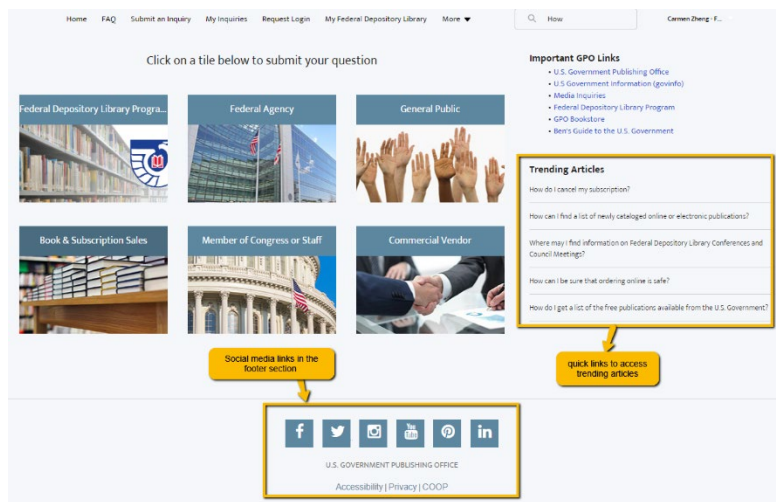 Home FAQ Submit an Inquiry My Inquiries Request Login My Federal Depository Library More How Carmen Zheng - F...
Click on a tile below to submit your question
Federal Depository Library Progra...
Federal Agency
General Public
Book & Subscription Sales
Member of Congress or Staff
Commercial Vendor
Important GPO Links
• U.S. Government Publishing Office
• U.S Government Information (govinfo)
• Media Inquiries
• Federal Depository Library Program
• GPO Bookstore
• Ben's Guide to the U.S. Government
Trending Articles
How do I cancel my subscription?
How can I find a list of newly cataloged online or electronic publications?
Where may I find information on Federal Depository Library Conferences and
Council Meetings?
How can I be sure that ordering online is safe?
How do I get a list of the free publications available from the U.S. Government?
Social media links in the
footer section
quick links to access
trending articles
f You Tube in
U.S. GOVERNMENT PUBLISHING OFFICE
Accessibility | Privacy | COOP